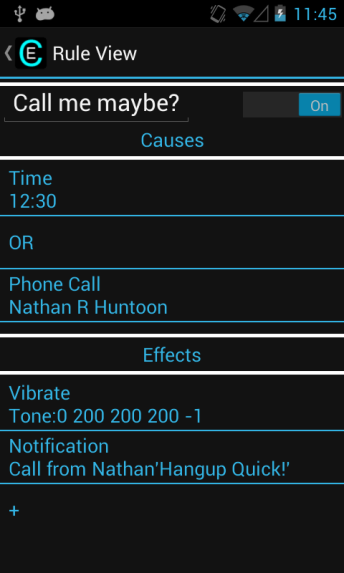 11:45
E Rule View
Call me maybe?
On
Causes
Time
12:30
OR
Phone Call
Nathan R Huntoon
Effects
Vibrate
Tone:0 200 200 200 -1
Notification
Call from Nathan'Hangup Quick!'
+